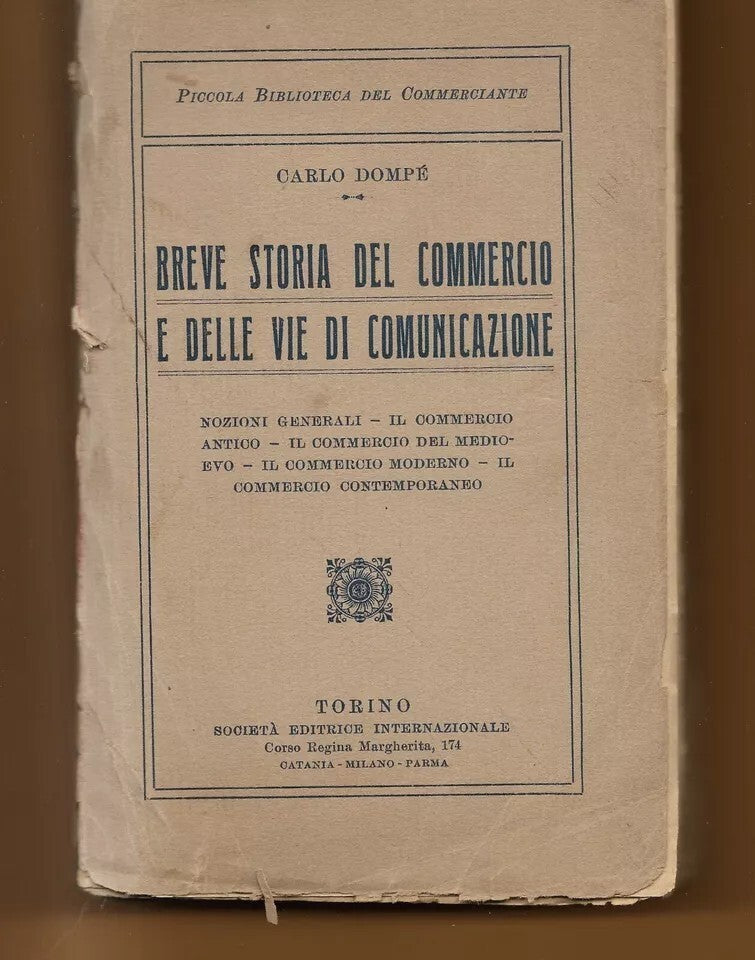 PICCOLA BIBLIOTECA DEL COMMERCIANTE
CARLO DOMPÉ
BREVE STORIA DEL COMMERCIO
E DELLE VIE DI COMUNICAZIONE
NOZIONI GENERALI – IL COMMERCIO
ANTICO – IL COMMERCIO DEL MEDIO-
EVO – IL COMMERCIO MODERNO – IL
COMMERCIO CONTEMPORANEO
TORINO
SOCIETÀ EDITRICE INTERNAZIONALE
Corso Regina Margherita, 174
CATANIA - MILANO - PARMA